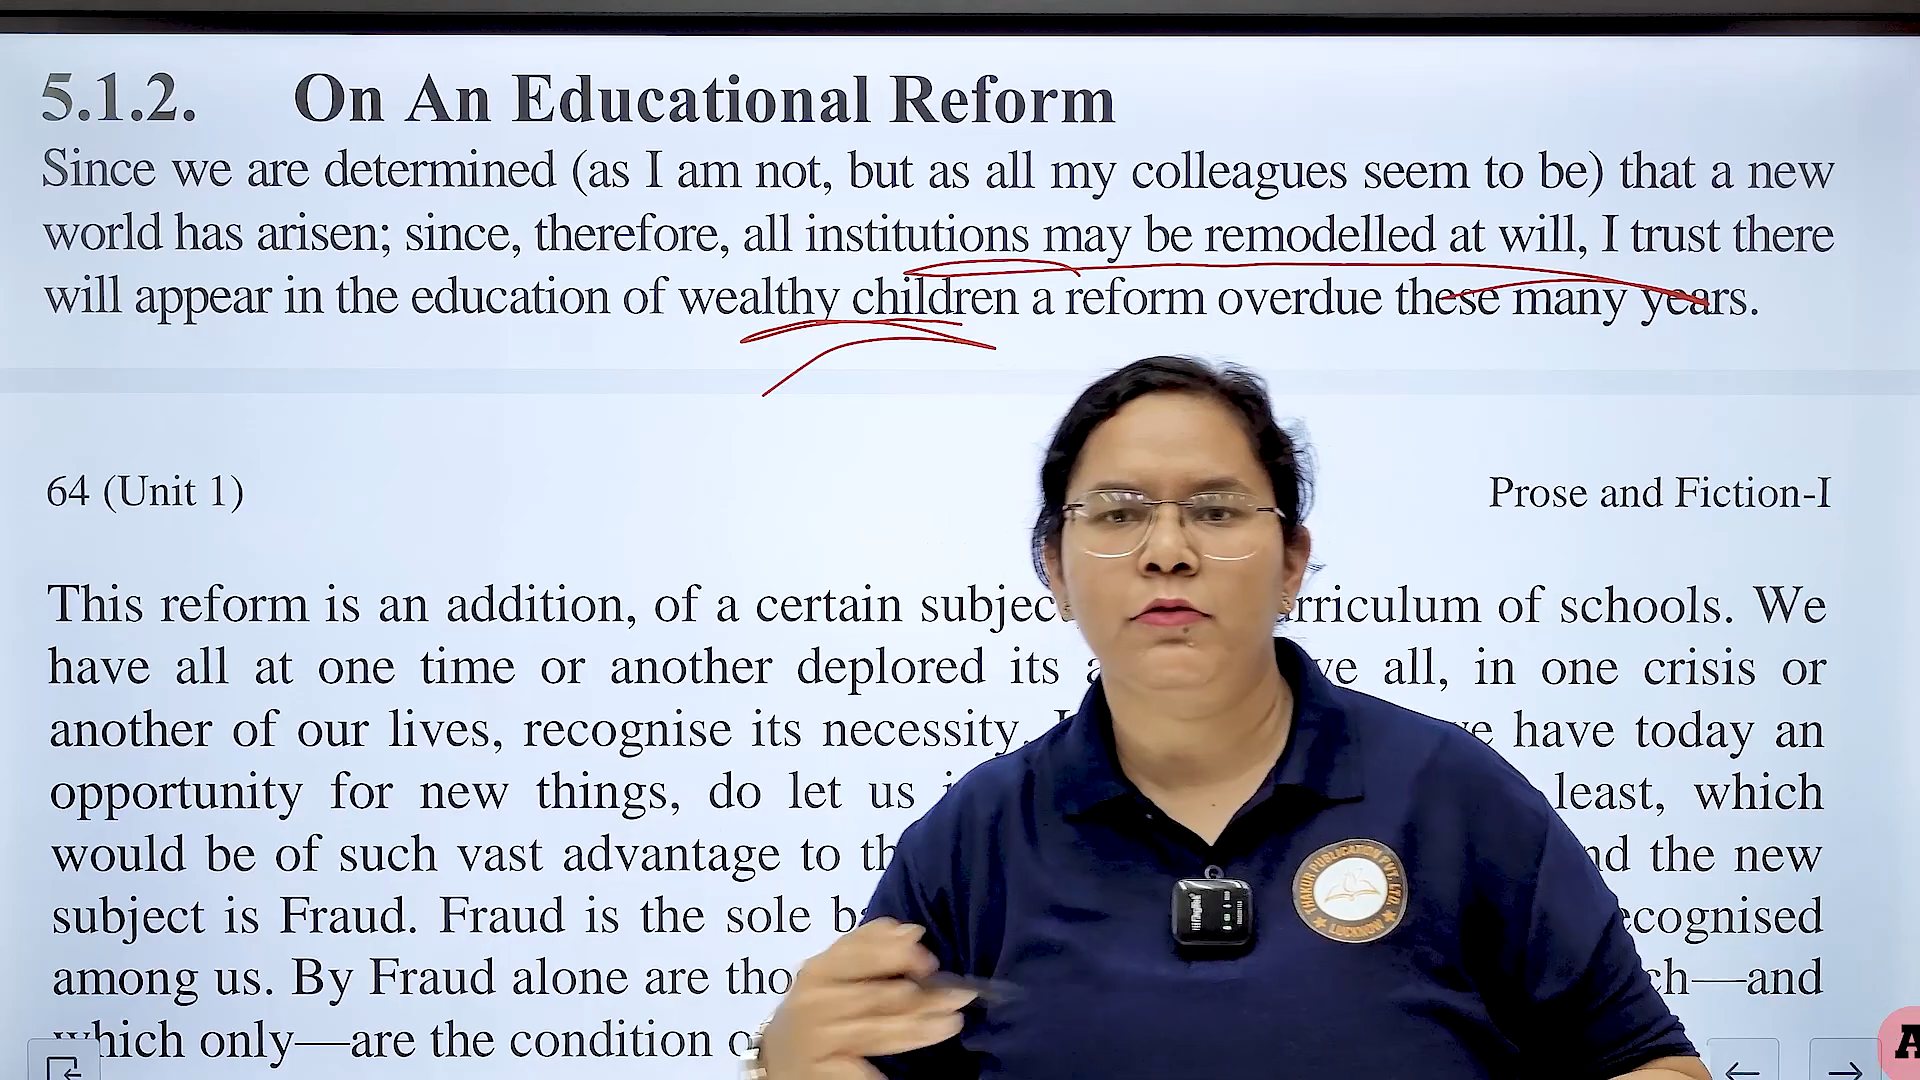 5.1.2. On An Educational Reform
Since we are determined (as I am not, but as all my colleagues seem to be) that a new
world has arisen; since, therefore, all institutions may be remodelled at will, I trust there
will appear in the education of wealthy children a reform overdue these many years.
64 (Unit 1) Prose and Fiction-I
This reform is an addition, of a certain subjec rriculum of schools. We
have all at one time or another deplored its a ve all, in one crisis or
another of our lives, recognise its necessity. e have today an
opportunity for new things, do let us i least, which
would be of such vast advantage to th nd the new
subject is Fraud. Fraud is the sole ba ecognised
among us. By Fraud alone are tho ch—and
which only—are the condition o
THAKUR PUBLICATION PVT. LTD.
LUCKNOW
A